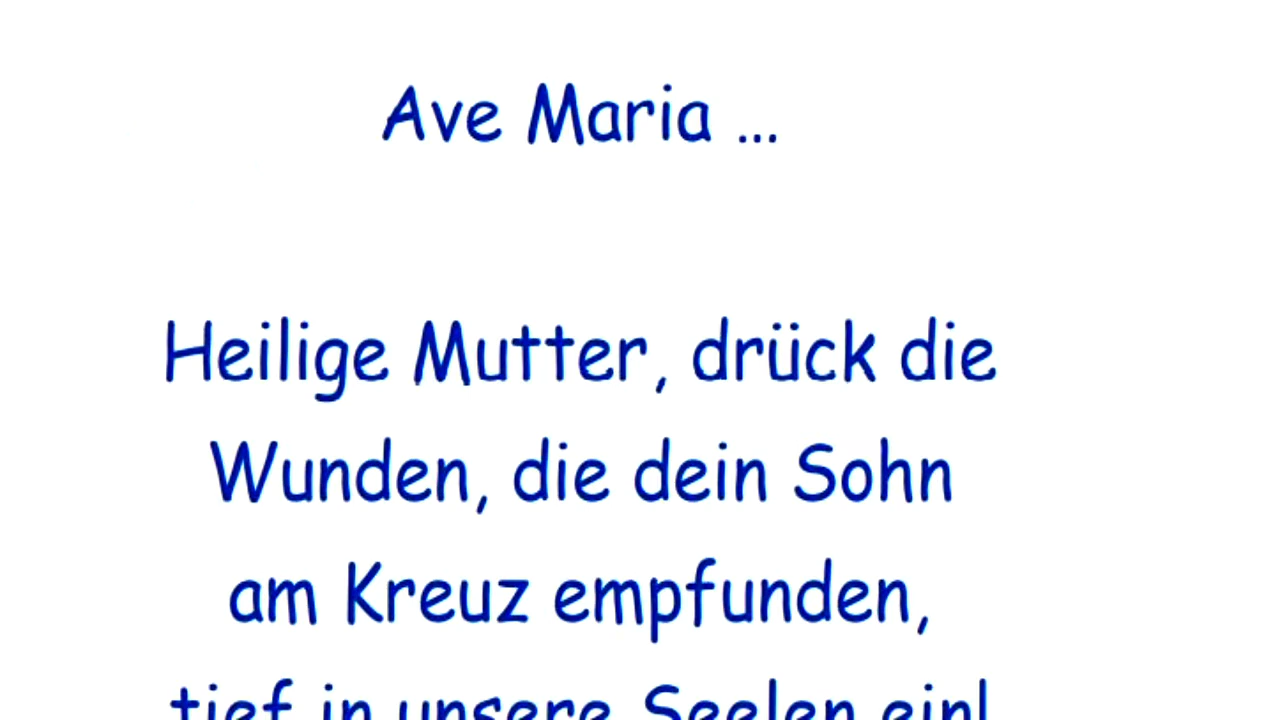 Ave Maria ...
Heilige Mutter, drück die
Wunden, die dein Sohn
am Kreuz empfunden,
tief in unsere Seelen ein!